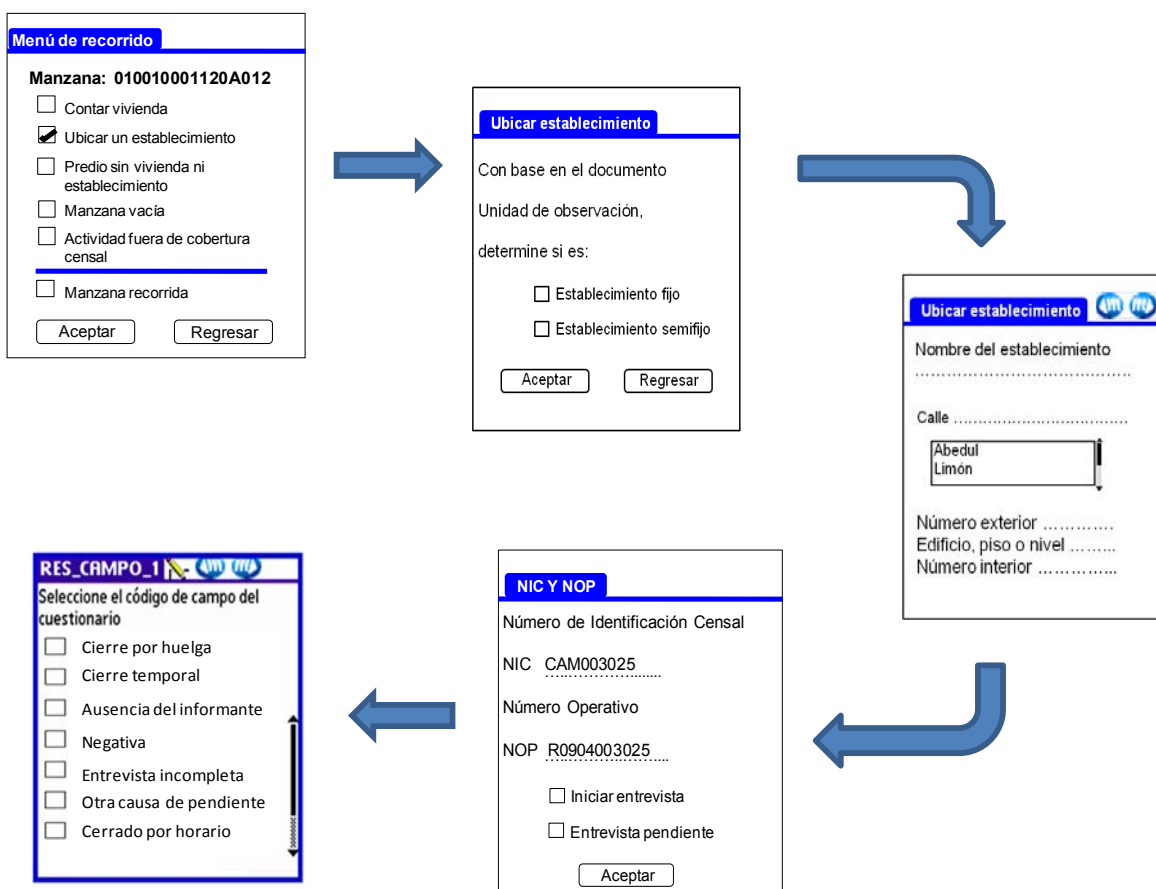 Menú de recorrido
Manzana: 010010001120A012
Contar vivienda
Ubicar un establecimiento
Predio sin vivienda ni
establecimiento
Manzana vacía
Actividad fuera de cobertura
censal
Manzana recorrida
Aceptar Regresar
Ubicar establecimiento
Con base en el documento
Unidad de observación,
determine si es:
Establecimiento fijo
Establecimiento semifijo
Aceptar Regresar
Ubicar establecimiento
Nombre del establecimiento
Calle
Abedul
Limón
Número exterior
Edificio, piso o nivel
Número interior
NIC Y NOP
Número de Identificación Censal
NIC CAM003025
Número Operativo
NOP R0904003025
Iniciar entrevista
Entrevista pendiente
Aceptar
RES_CAMPO_1
Seleccione el código de campo del
cuestionario
Cierre por huelga
Cierre temporal
Ausencia del informante
Negativa
Entrevista incompleta
Otra causa de pendiente
Cerrado por horario